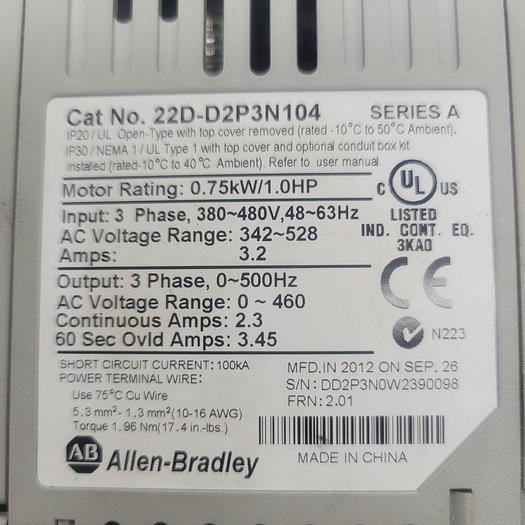 Cat No. 22D-D2P3N104 SERIES A
IP20 / UL Open-Type with top cover removed (rated -10°C to 50°C Ambient).
IP30 / NEMA 1 / UL Type 1 with top cover and optional conduit box kit
installed (rated-10°C to 40°C Ambient). Refer to user manual.
Motor Rating: 0.75kW/1.0HP
Input: 3 Phase, 380~480V,48~63Hz
AC Voltage Range: 342~528
Amps: 3.2
C UL US
LISTED
IND. CONT. EQ.
3KA0
Output: 3 Phase, 0~500Hz
AC Voltage Range: 0 ~ 460
Continuous Amps: 2.3
60 Sec Ovld Amps: 3.45
CE
N223
SHORT CIRCUIT CURRENT: 100kA
POWER TERMINAL WIRE:
Use 75°C Cu Wire
5.3 mm²- 1.3 mm²(10-16 AWG)
Torque 1.96 Nm(17.4 in.-lbs.)
MFD.IN 2012 ON SEP. 26
S/N: DD2P3N0W2390098
FRN: 2.01
AB Allen-Bradley
MADE IN CHINA